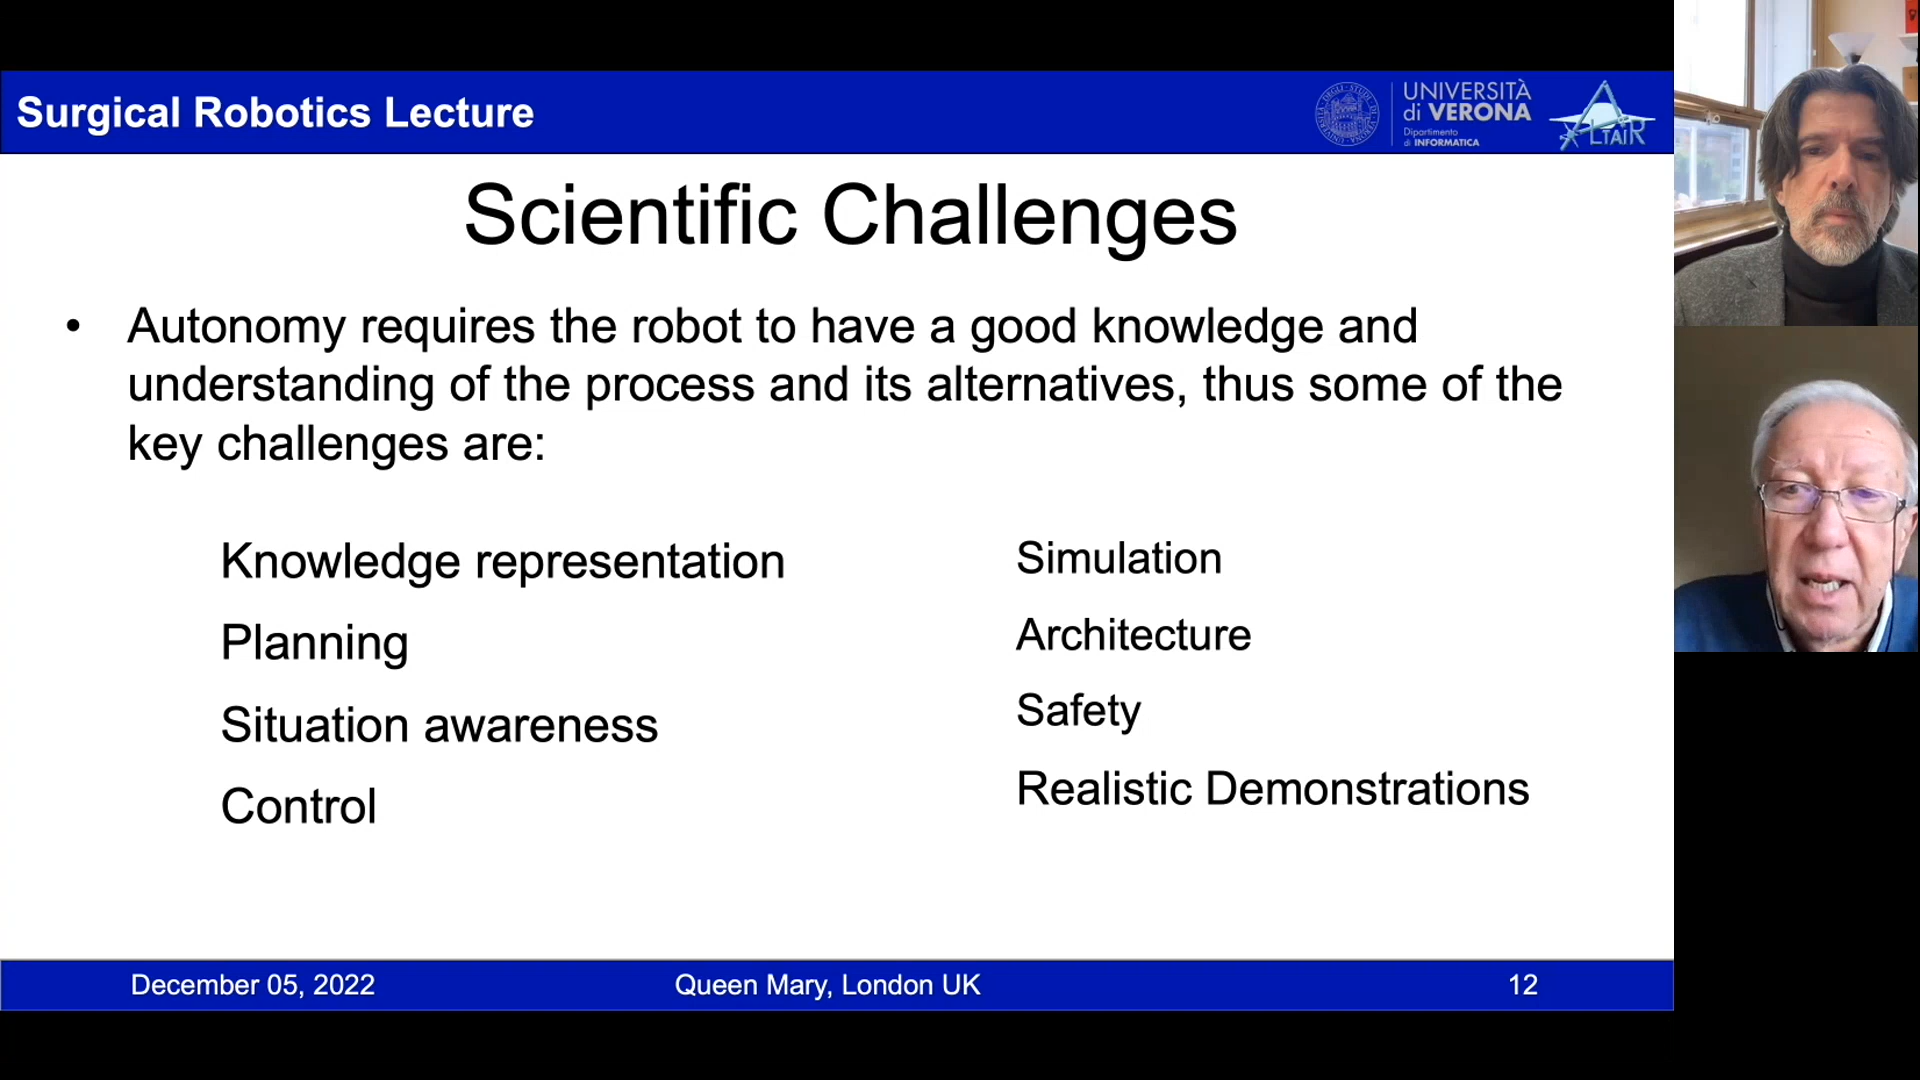 Surgical Robotics Lecture
UNIVERSITÀ
di VERONA
Dipartimento
di INFORMATICA
ALTAIR
Scientific Challenges
• Autonomy requires the robot to have a good knowledge and
understanding of the process and its alternatives, thus some of the
key challenges are:
Knowledge representation
Planning
Situation awareness
Control
Simulation
Architecture
Safety
Realistic Demonstrations
December 05, 2022
Queen Mary, London UK
12